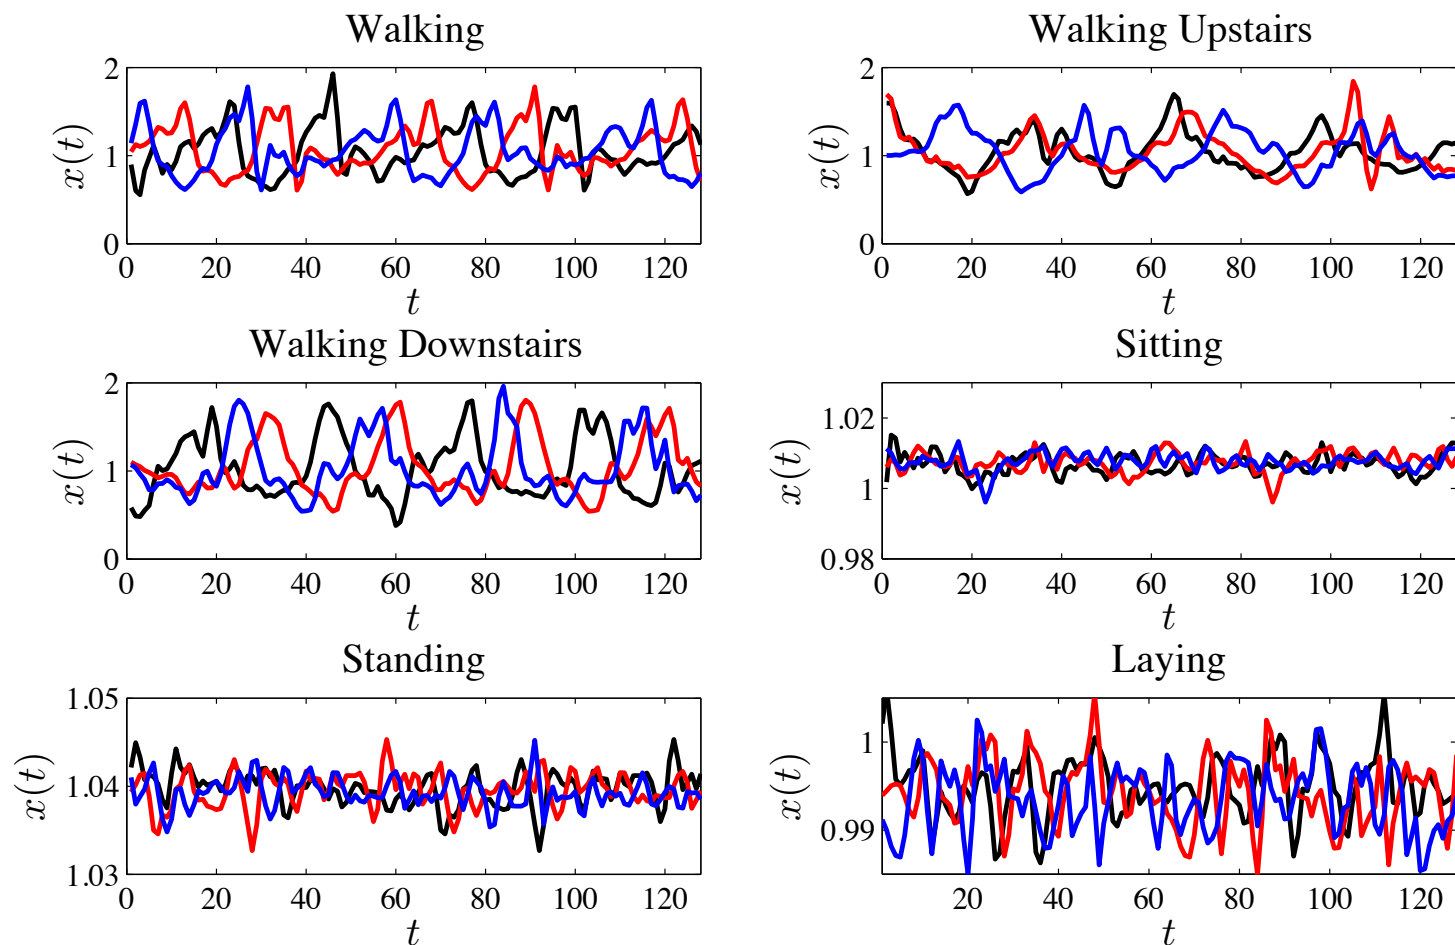 Walking
x(t)
2
1
0
0 20 40 60 80 100 120
t
Walking Upstairs
x(t)
2
1
0
0 20 40 60 80 100 120
t
Walking Downstairs
x(t)
2
1
0
0 20 40 60 80 100 120
t
Sitting
x(t)
1.02
1
0.98
0 20 40 60 80 100 120
t
Standing
x(t)
1.05
1.04
1.03
0 20 40 60 80 100 120
t
Laying
x(t)
1
0.99
20 40 60 80 100 120
t